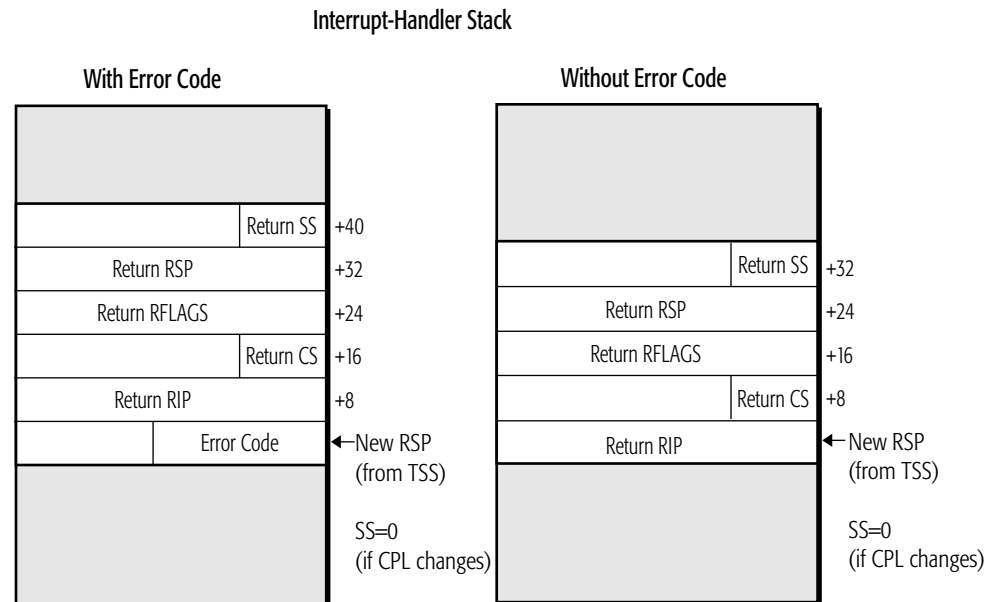 Interrupt-Handler Stack
With Error Code
Return SS +40
Return RSP +32
Return RFLAGS +24
Return CS +16
Return RIP +8
Error Code New RSP
(from TSS)
SS=0
(if CPL changes)
Without Error Code
Return SS +32
Return RSP +24
Return RFLAGS +16
Return CS +8
Return RIP New RSP
(from TSS)
SS=0
(if CPL changes)